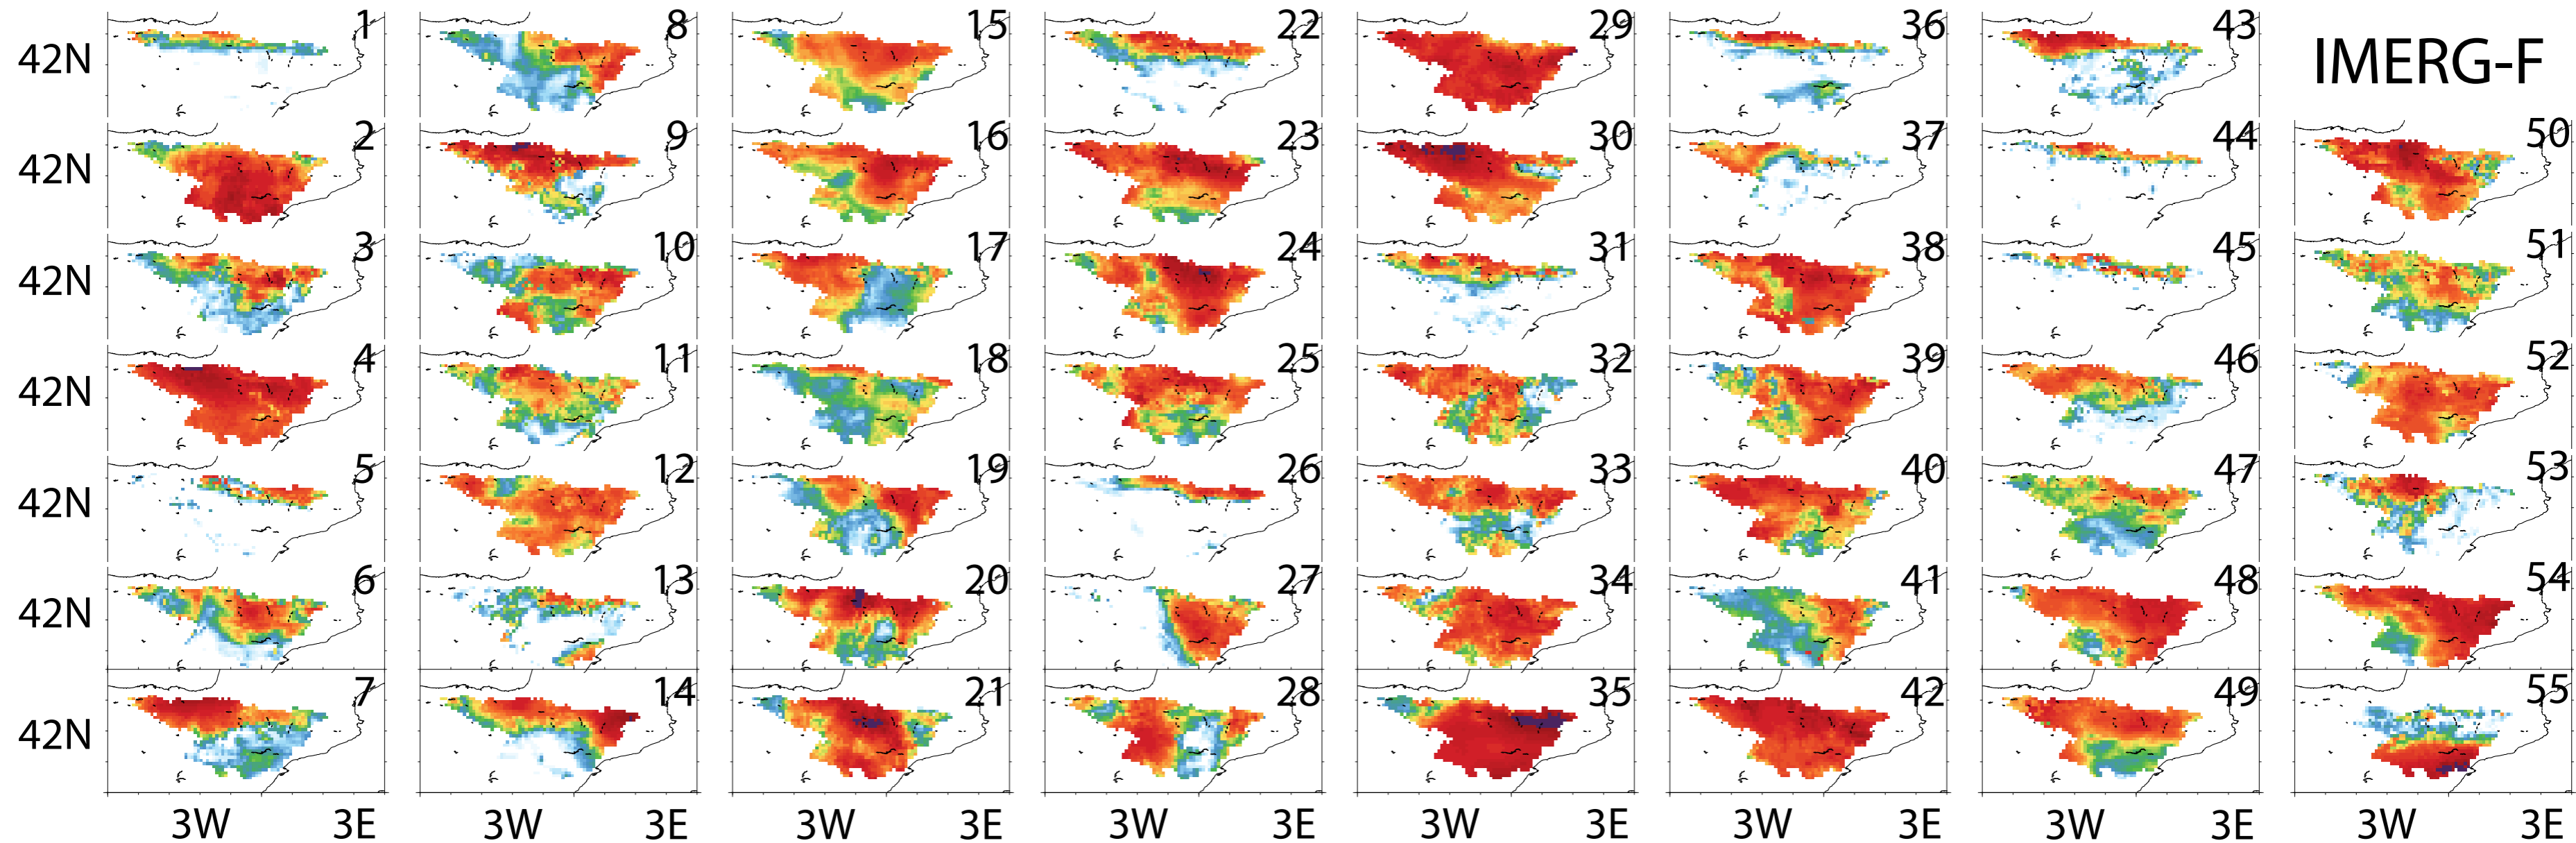 42N 1 8 15 22 29 36 43 IMERG-F
42N 2 9 16 23 30 37 44 50
42N 3 10 17 24 31 38 45 51
42N 4 11 18 25 32 39 46 52
42N 5 12 19 26 33 40 47 53
42N 6 13 20 27 34 41 48 54
42N 7 14 21 28 35 42 49 55
3W 3E 3W 3E 3W 3E 3W 3E 3W 3E 3W 3E 3W 3E 3W 3E